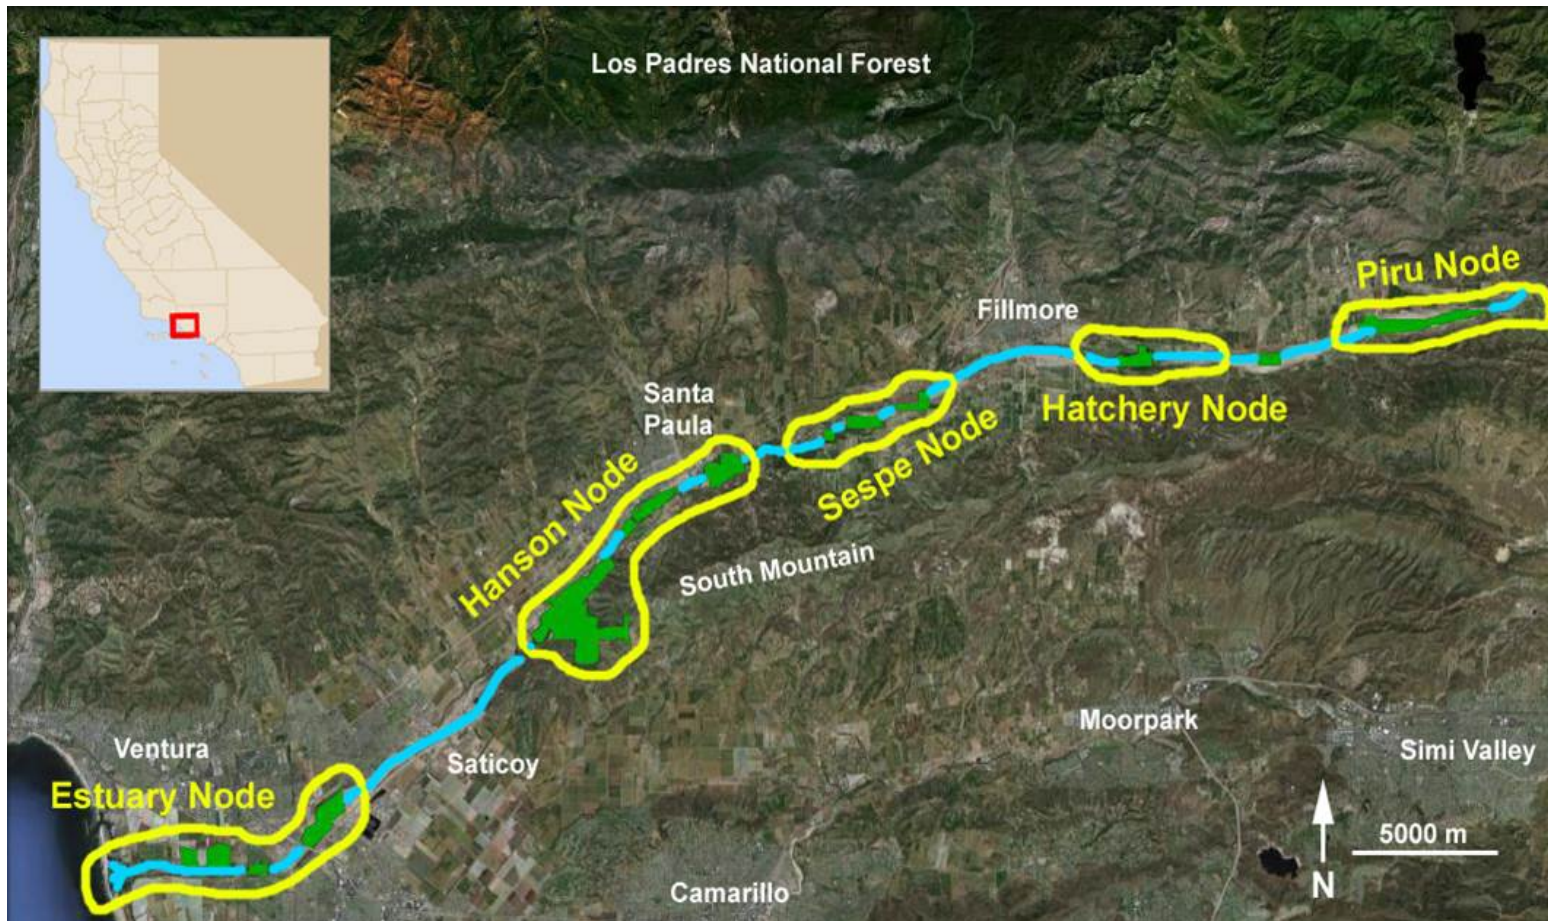 Los Padres National Forest
Piru Node
Fillmore
Santa
Paula
Hatchery Node
Sespe Node
Hanson Node
South Mountain
Moorpark
Ventura
Saticoy
Simi Valley
Estuary Node
5000 m
Camarillo
N